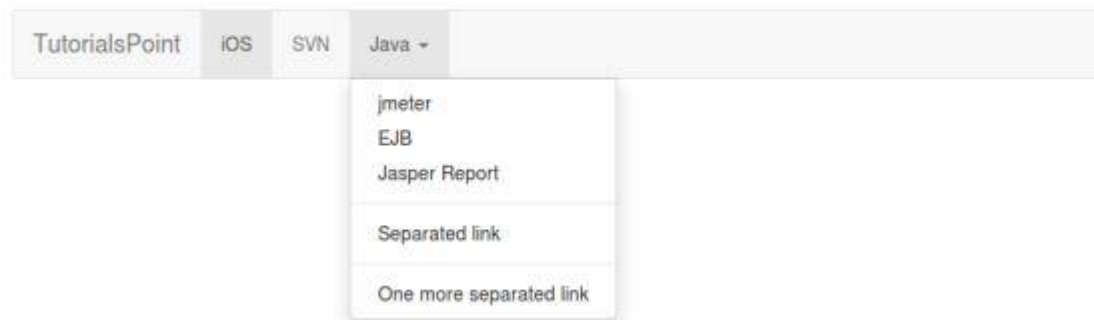 TutorialsPoint iOS SVN Java
jmeter
EJB
Jasper Report
Separated link
One more separated link